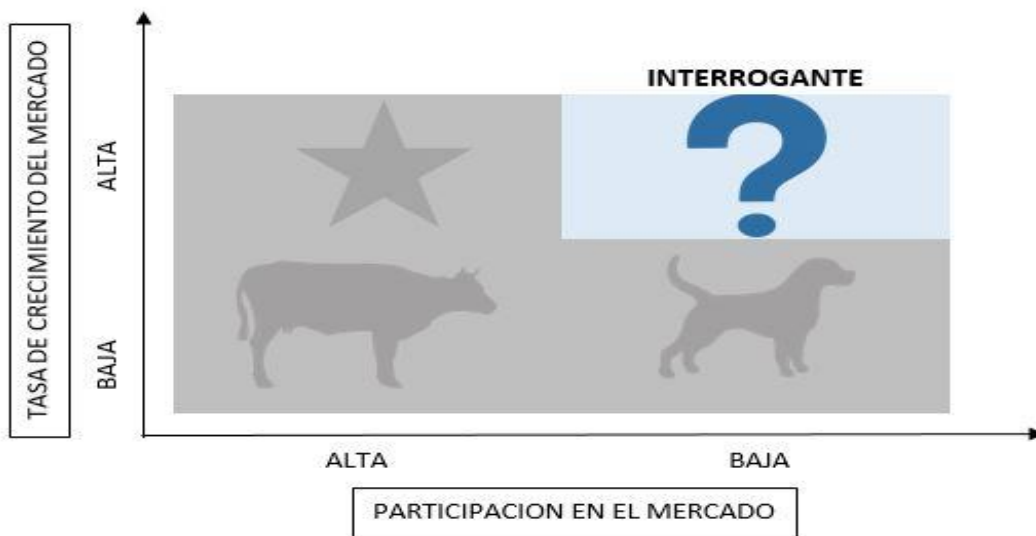 TASA DE CRECIMIENTO DEL MERCADO
ALTA
BAJA
INTERROGANTE
?
ALTA
BAJA
PARTICIPACION EN EL MERCADO